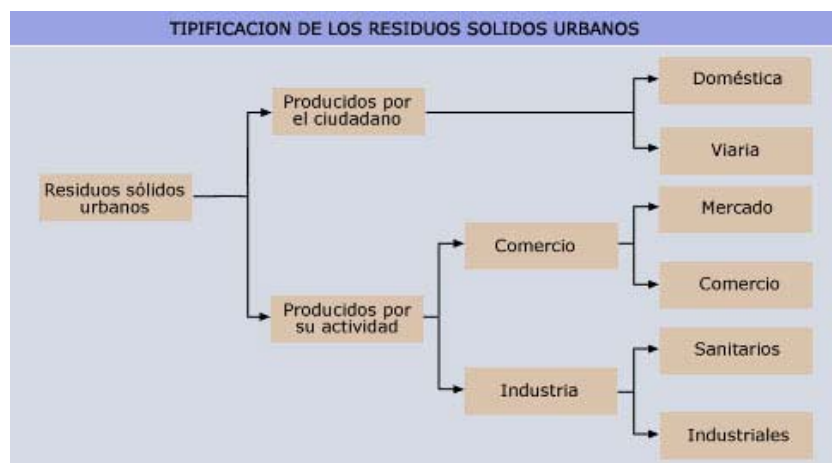 TIPIFICACION DE LOS RESIDUOS SOLIDOS URBANOS
Residuos sólidos
urbanos
Producidos por
el ciudadano
Doméstica
Viaria
Producidos por
su actividad
Comercio
Mercado
Comercio
Industria
Sanitarios
Industriales